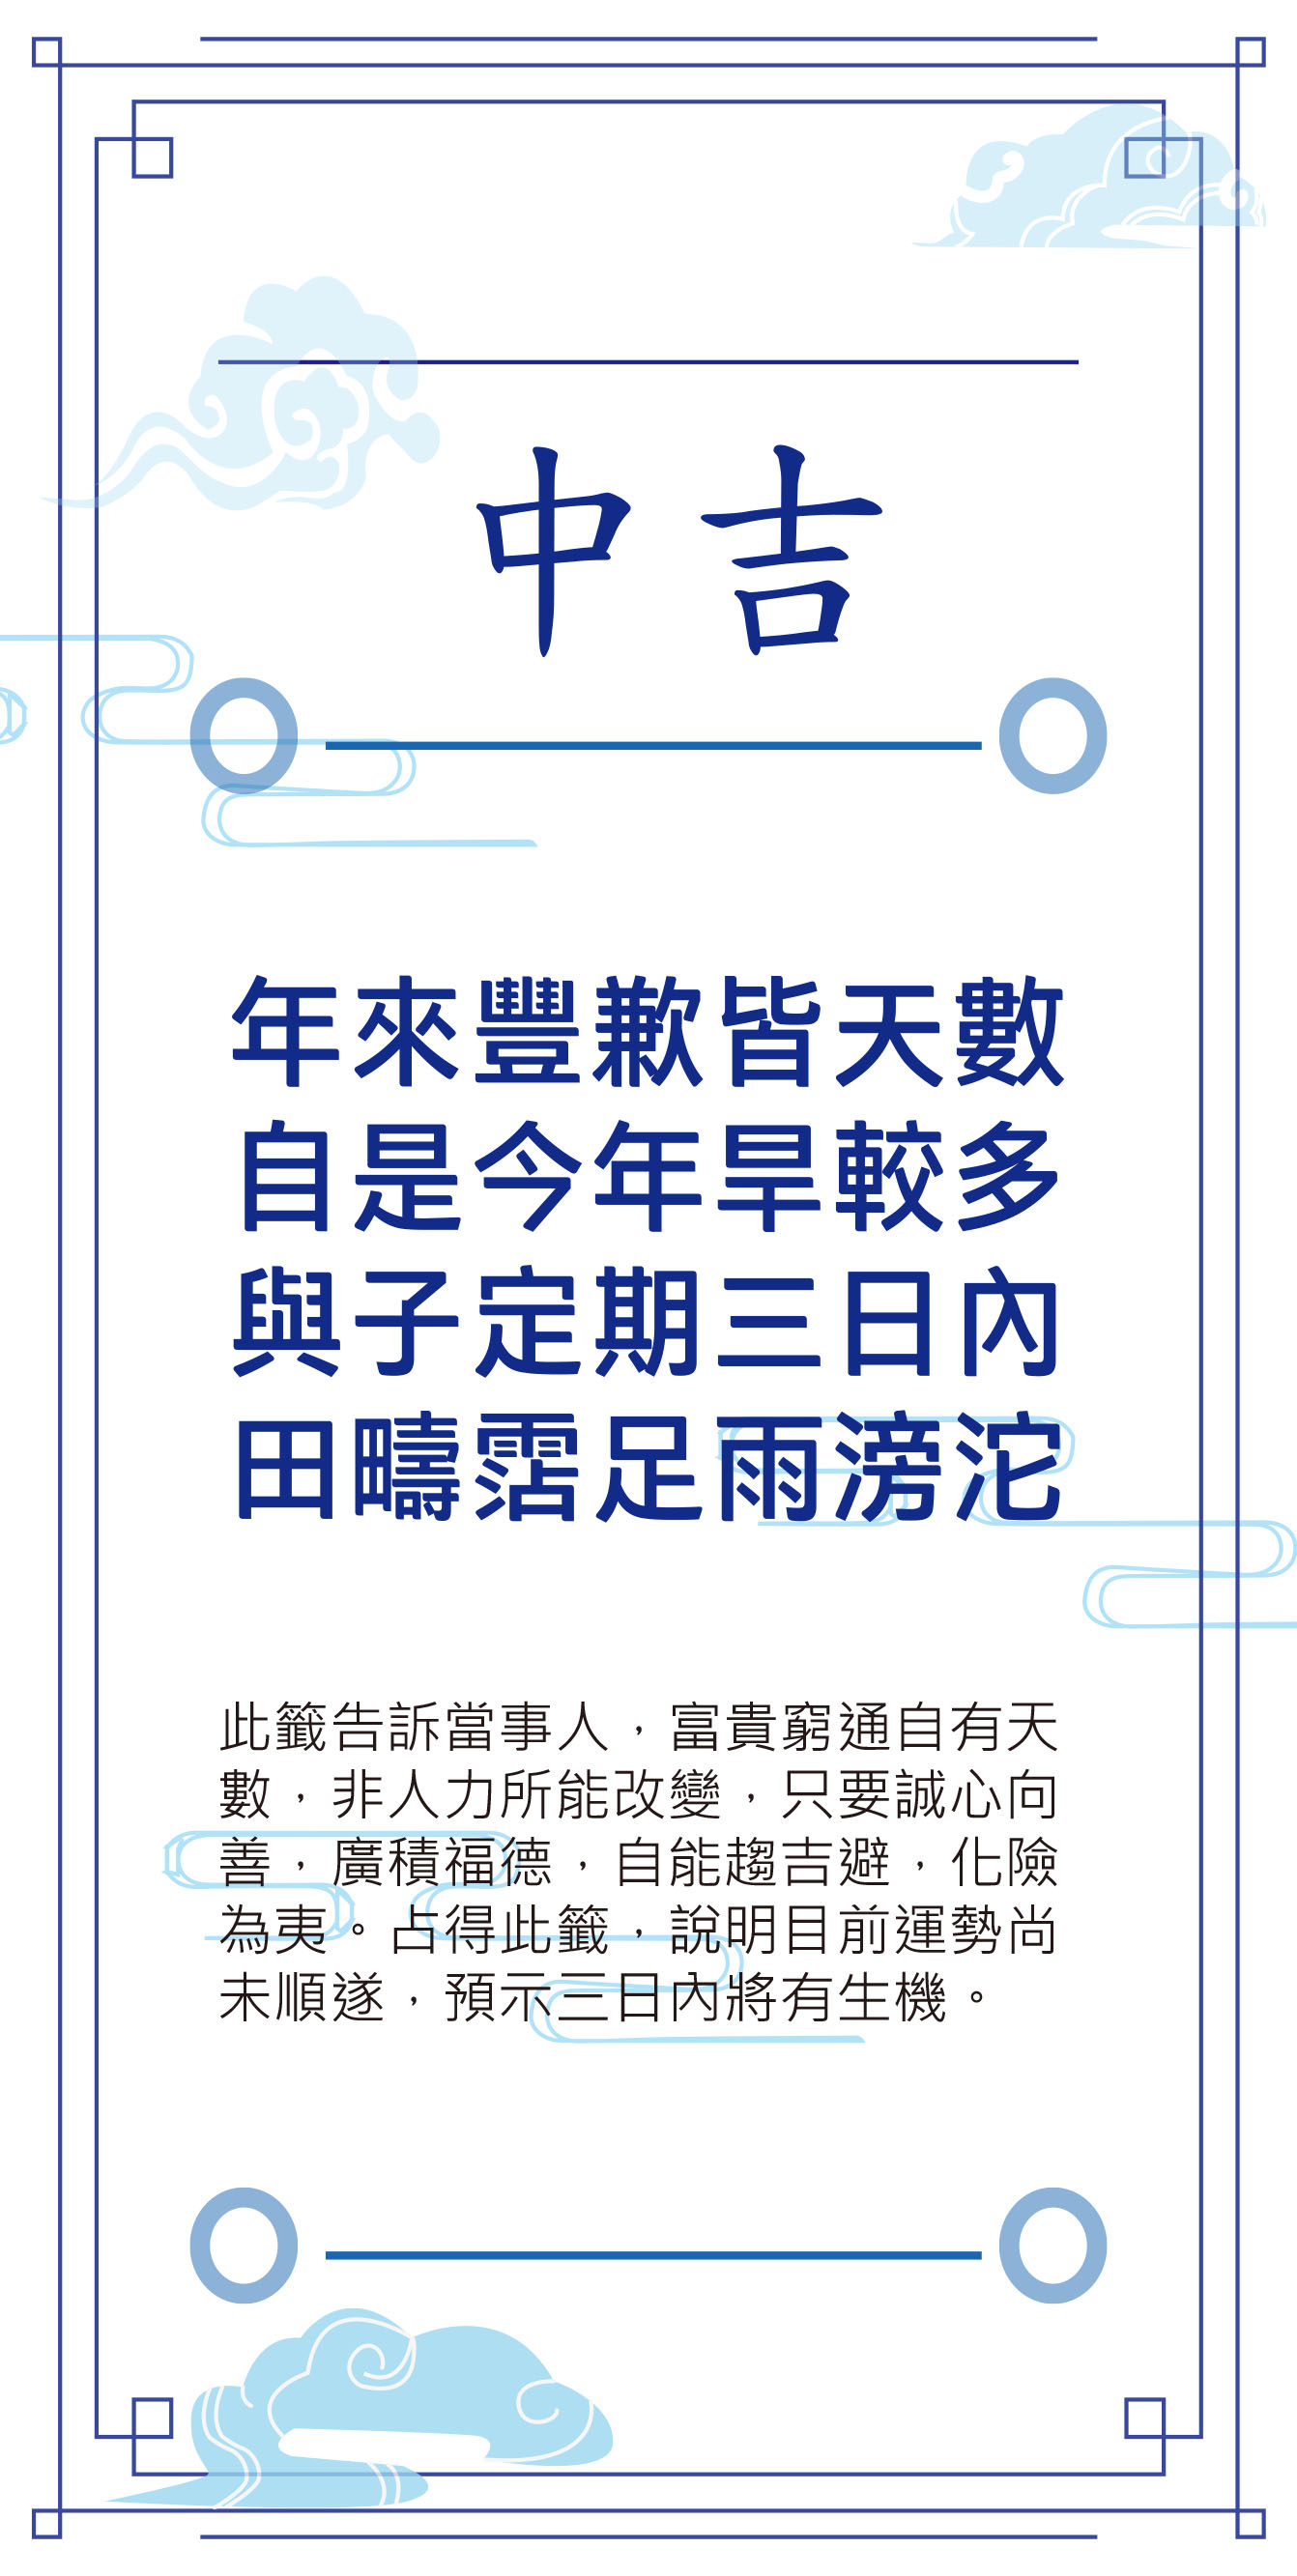 中吉
年來豐歉皆天數
自是今年旱較多
與子定期三日內
田疇霑足雨滂沱
此籤告訴當事人，富貴窮通自有天
數，非人力所能改變，只要誠心向
善，廣積福德，自能趨吉避，化險
為夷。占得此籤，說明目前運勢尚
未順遂，預示三日內將有生機。